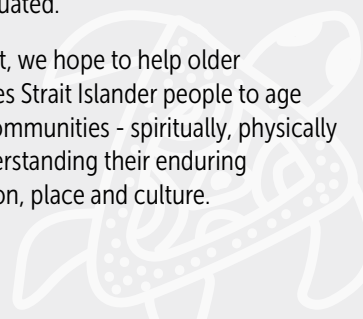 t, we hope to help older
es Strait Islander people to age
ommunities - spiritually, physically
erstanding their enduring
on, place and culture.